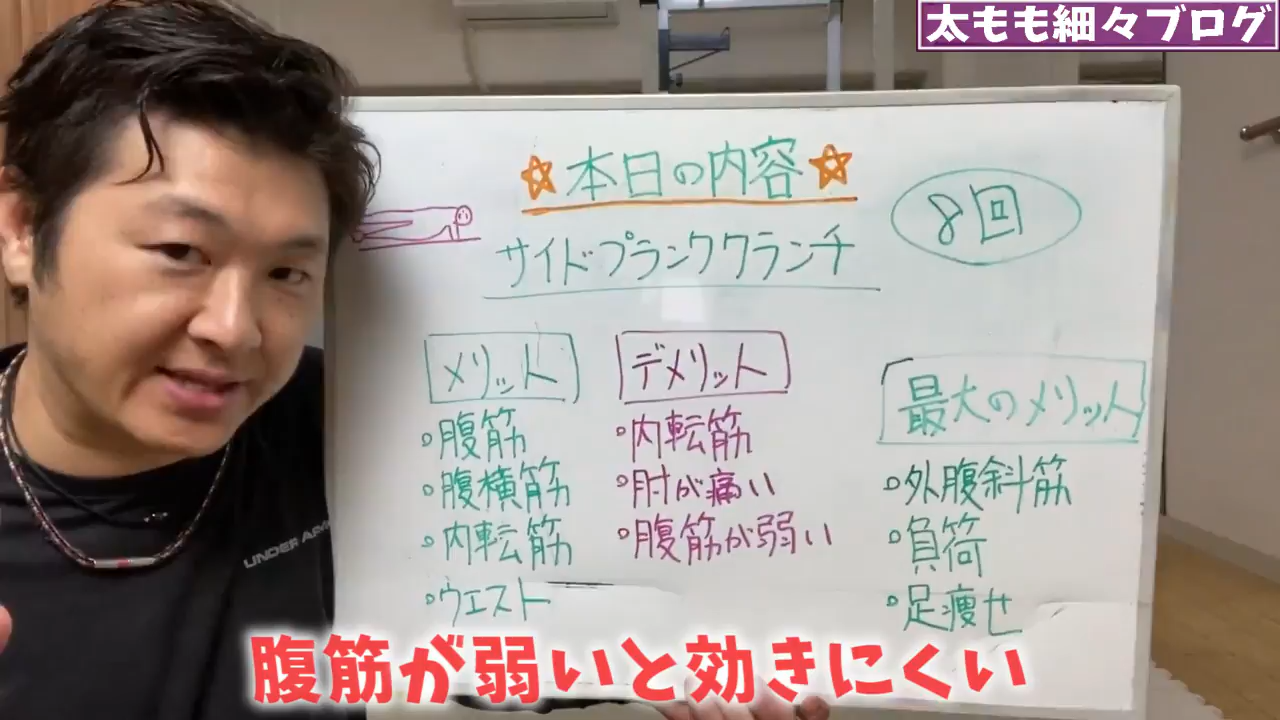 太もも細々ブログ
☆本日の内容☆
8回
サイドプランククランチ
メリット
・腹筋
・腹横筋
・内転筋
・ウエスト
デメリット
・内転筋
・肘が痛い
・腹筋が弱い
最大のメリット
・外腹斜筋
・負荷
・足痩せ
UNDER ARM
腹筋が弱いと効きにくい